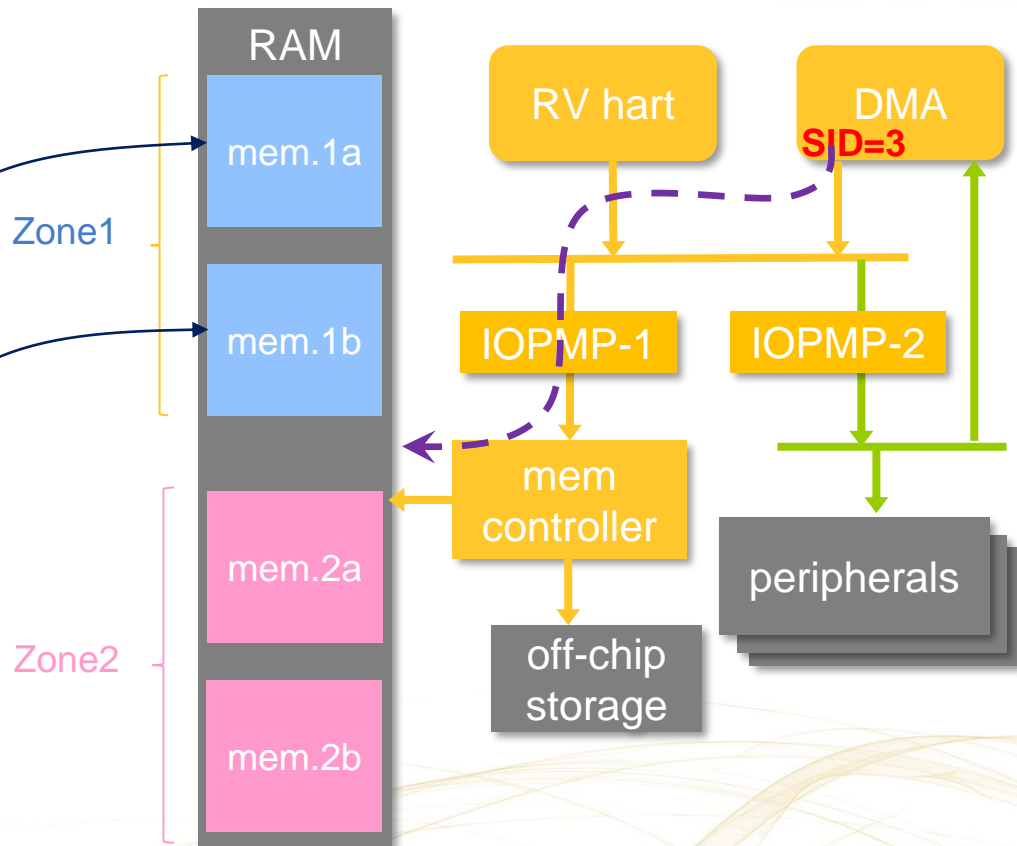 RAM
mem.1a
mem.1b
mem.2a
mem.2b
Zone1
Zone2
RV hart
DMA
SID=3
IOPMP-1
IOPMP-2
mem
controller
off-chip
storage
peripherals